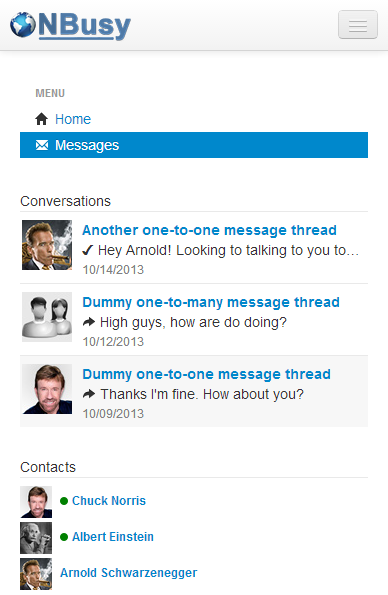 NBusy
MENU
Home
Messages
Conversations
Another one-to-one message thread
Hey Arnold! Looking to talking to you to…
10/14/2013
Dummy one-to-many message thread
High guys, how are do doing?
10/12/2013
Dummy one-to-one message thread
Thanks I'm fine. How about you?
10/09/2013
Contacts
Chuck Norris
Albert Einstein
Arnold Schwarzenegger